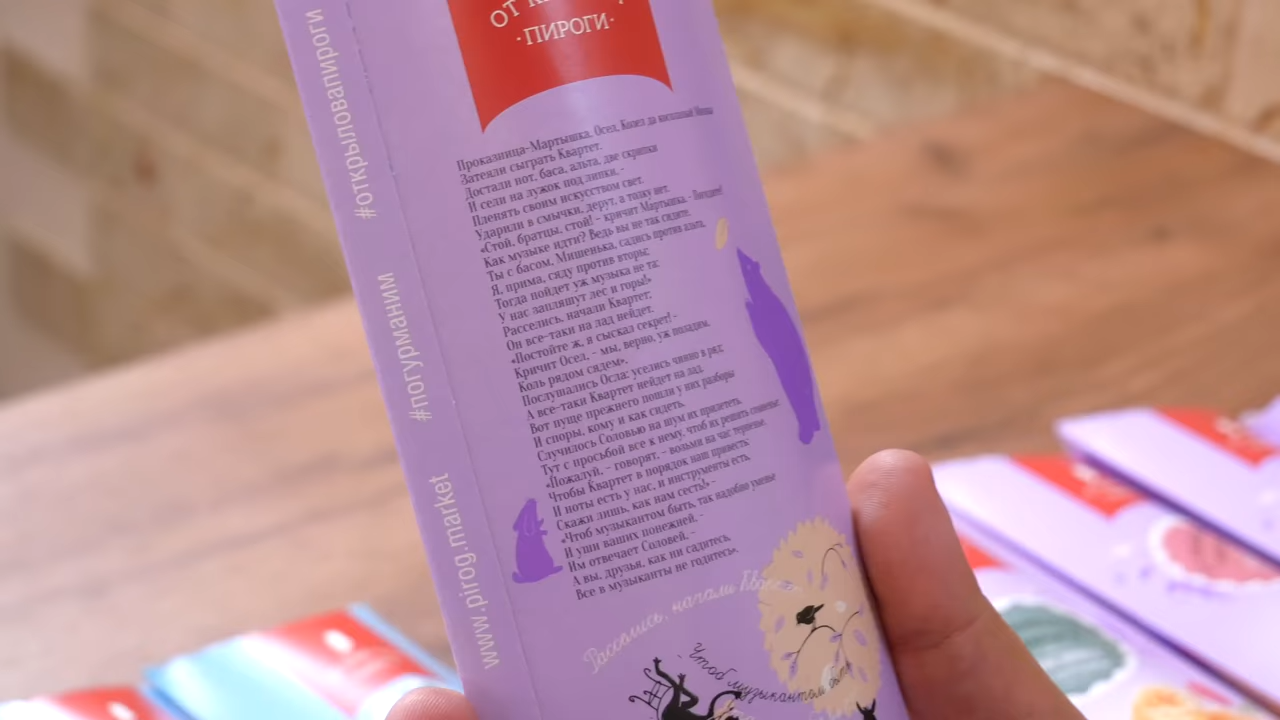 ОТ
·ПИРОГИ·
#открыловапироги
#погурмании
www.pirog.market
Проказница-Мартышка, Осел, Козел да косолапый Мишка
Затеяли сыграть Квартет.
Достали нот, баса, альта, две скрипки
И сели на лужок под липки, -
Пленять своим искусством свет.
Ударили в смычки, дерут, а толку нет.
«Стой, братцы, стой! – кричит Мартышка. - Погодите!
Как музыке идти? Ведь вы не так сидите.
Ты с басом, Мишенька, садись против альта,
Я, прима, сяду против вторы;
Тогда пойдет уж музыка не та:
У нас запляшут лес и горы!»
Расселись, начали Квартет;
Он все-таки на лад нейдет.
«Постойте ж, я сыскал секрет! -
Кричит Осел, – мы, верно, уж поладим,
Коль рядом сядем».
Послушались Осла: уселись чинно в ряд;
А все-таки Квартет нейдет на лад.
Вот пуще прежнего пошли у них разборы
И споры, кому и как сидеть.
Случилось Соловью на шум их прилететь.
Тут с просьбой все к нему, чтоб их решить сомненье.
«Пожалуй, - говорят, - возьми на час терпенье,
Чтобы Квартет в порядок наш привесть:
И ноты есть у нас, и инструменты есть,
Скажи лишь, как нам сесть!» -
«Чтоб музыкантом быть, так надобно уменье
И уши ваших понежней, -
Им отвечает Соловей, -
А вы, друзья, как ни садитесь,
Все в музыканты не годитесь».
Расселись, начали Квартет
Чтоб музыкантом быть